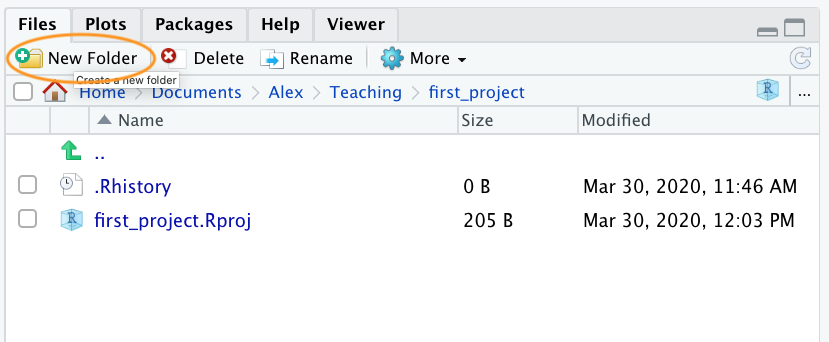 Files Plots Packages Help Viewer
New Folder Delete Rename More
Create a new folder
Home Documents Alex Teaching first_project R ...
Name Size Modified
..
.Rhistory 0 B Mar 30, 2020, 11:46 AM
R first_project.Rproj 205 B Mar 30, 2020, 12:03 PM